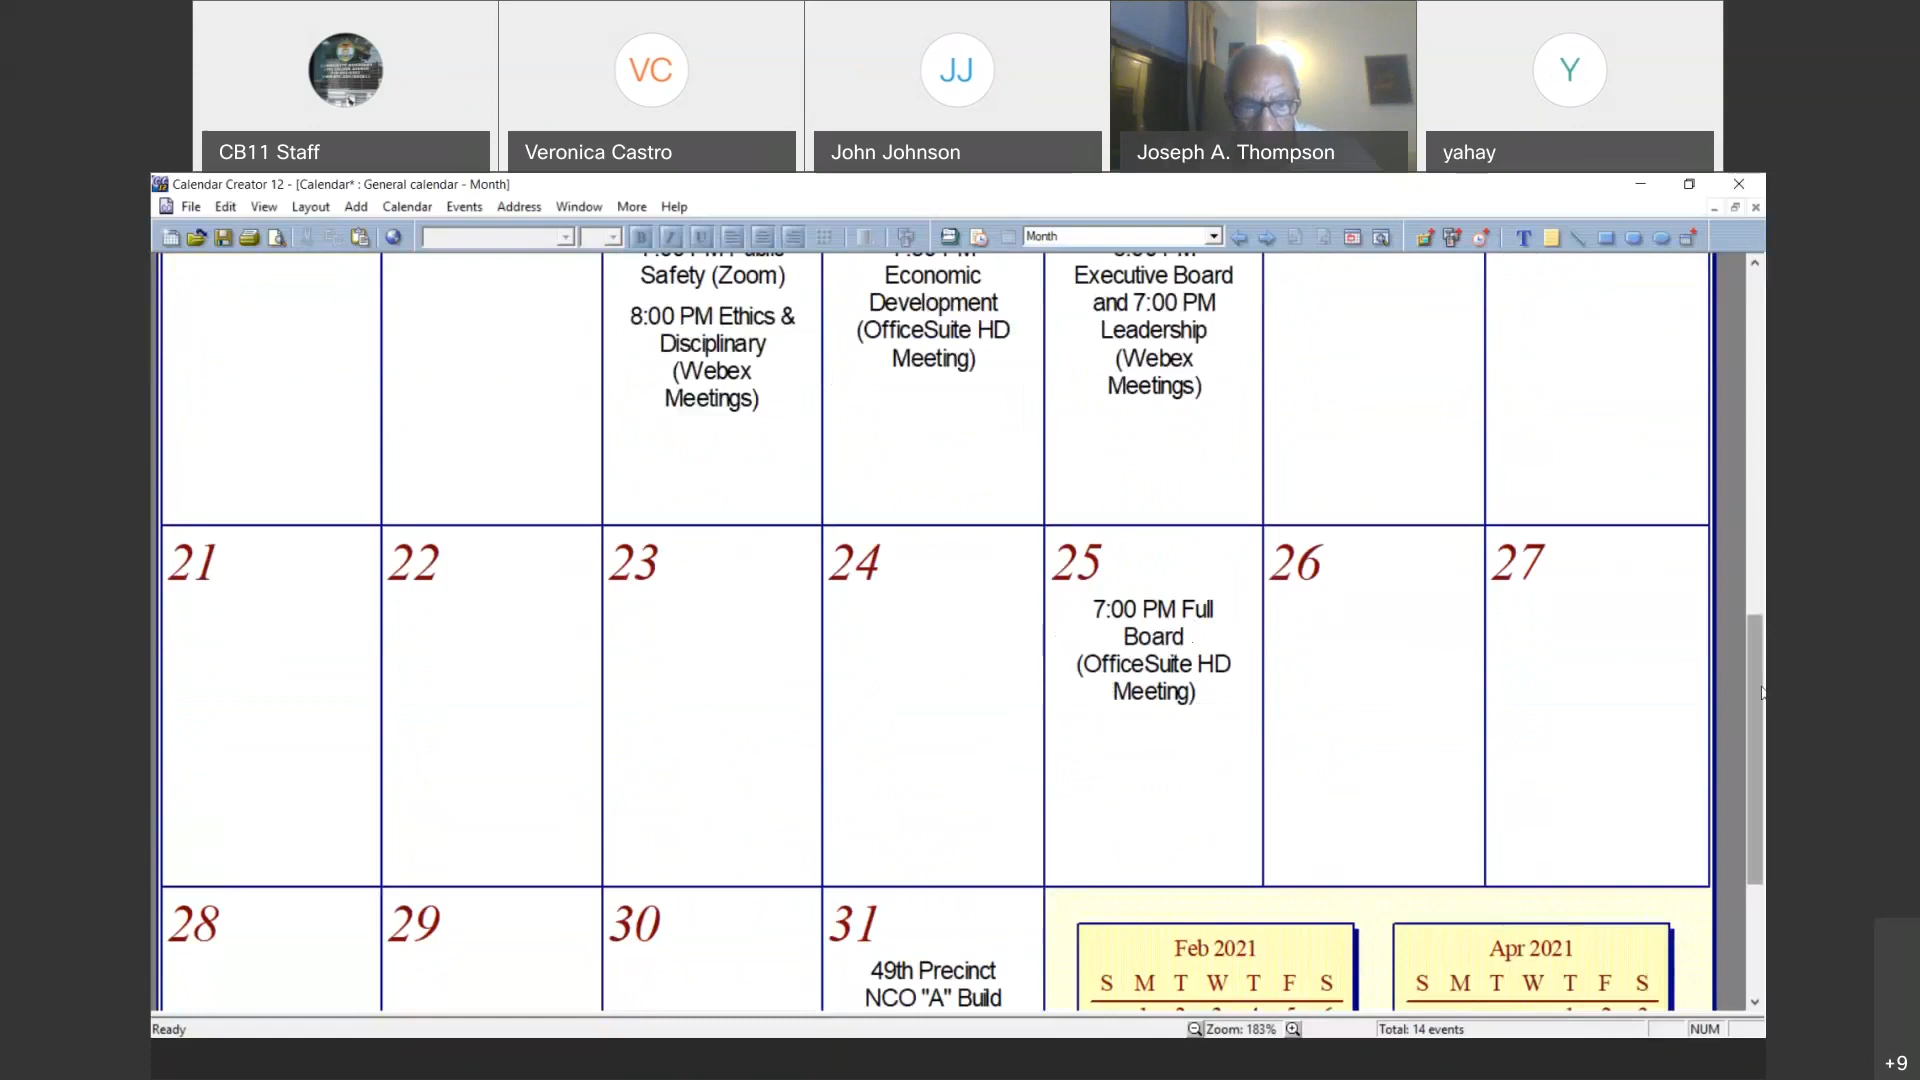 VC
JJ
Y
CB11 Staff
Veronica Castro
John Johnson
Joseph A. Thompson
yahay
Calendar Creator 12 - [Calendar* : General calendar - Month]
File Edit View Layout Add Calendar Events Address Window More Help
B I U
Month
T
Safety (Zoom)
8:00 PM Ethics &
Disciplinary
(Webex
Meetings)
Economic
Development
(OfficeSuite HD
Meeting)
Executive Board
and 7:00 PM
Leadership
(Webex
Meetings)
21
22
23
24
25
7:00 PM Full
Board
(OfficeSuite HD
Meeting)
26
27
28
29
30
31
49th Precinct
NCO "A" Build
Feb 2021
S M T W T F S
Apr 2021
S M T W T F S
Ready
Zoom: 183%
Total: 14 events
NUM
+9